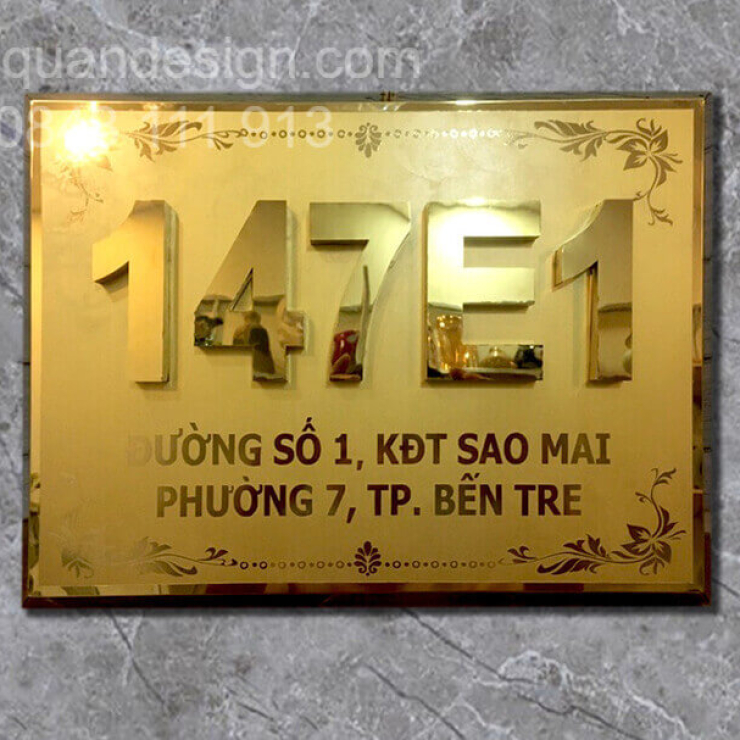 quandesign.com
147E1
ĐƯỜNG SỐ 1, KĐT SAO MAI
PHƯỜNG 7, TP. BẾN TRE